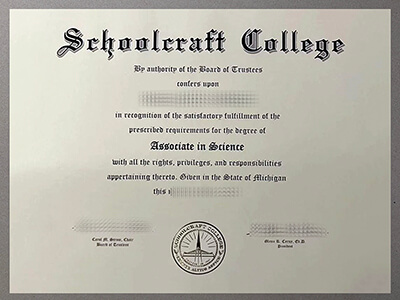 Schoolcraft College
By authority of the Board of Trustees
confers upon
in recognition of the satisfactory fulfillment of the
prescribed requirements for the degree of
Associate in Science
with all the rights, privileges, and responsibilities
appertaining thereto. Given in the State of Michigan
this
Board of Trustees
President
SCHOOLCRAFT COLLEGE